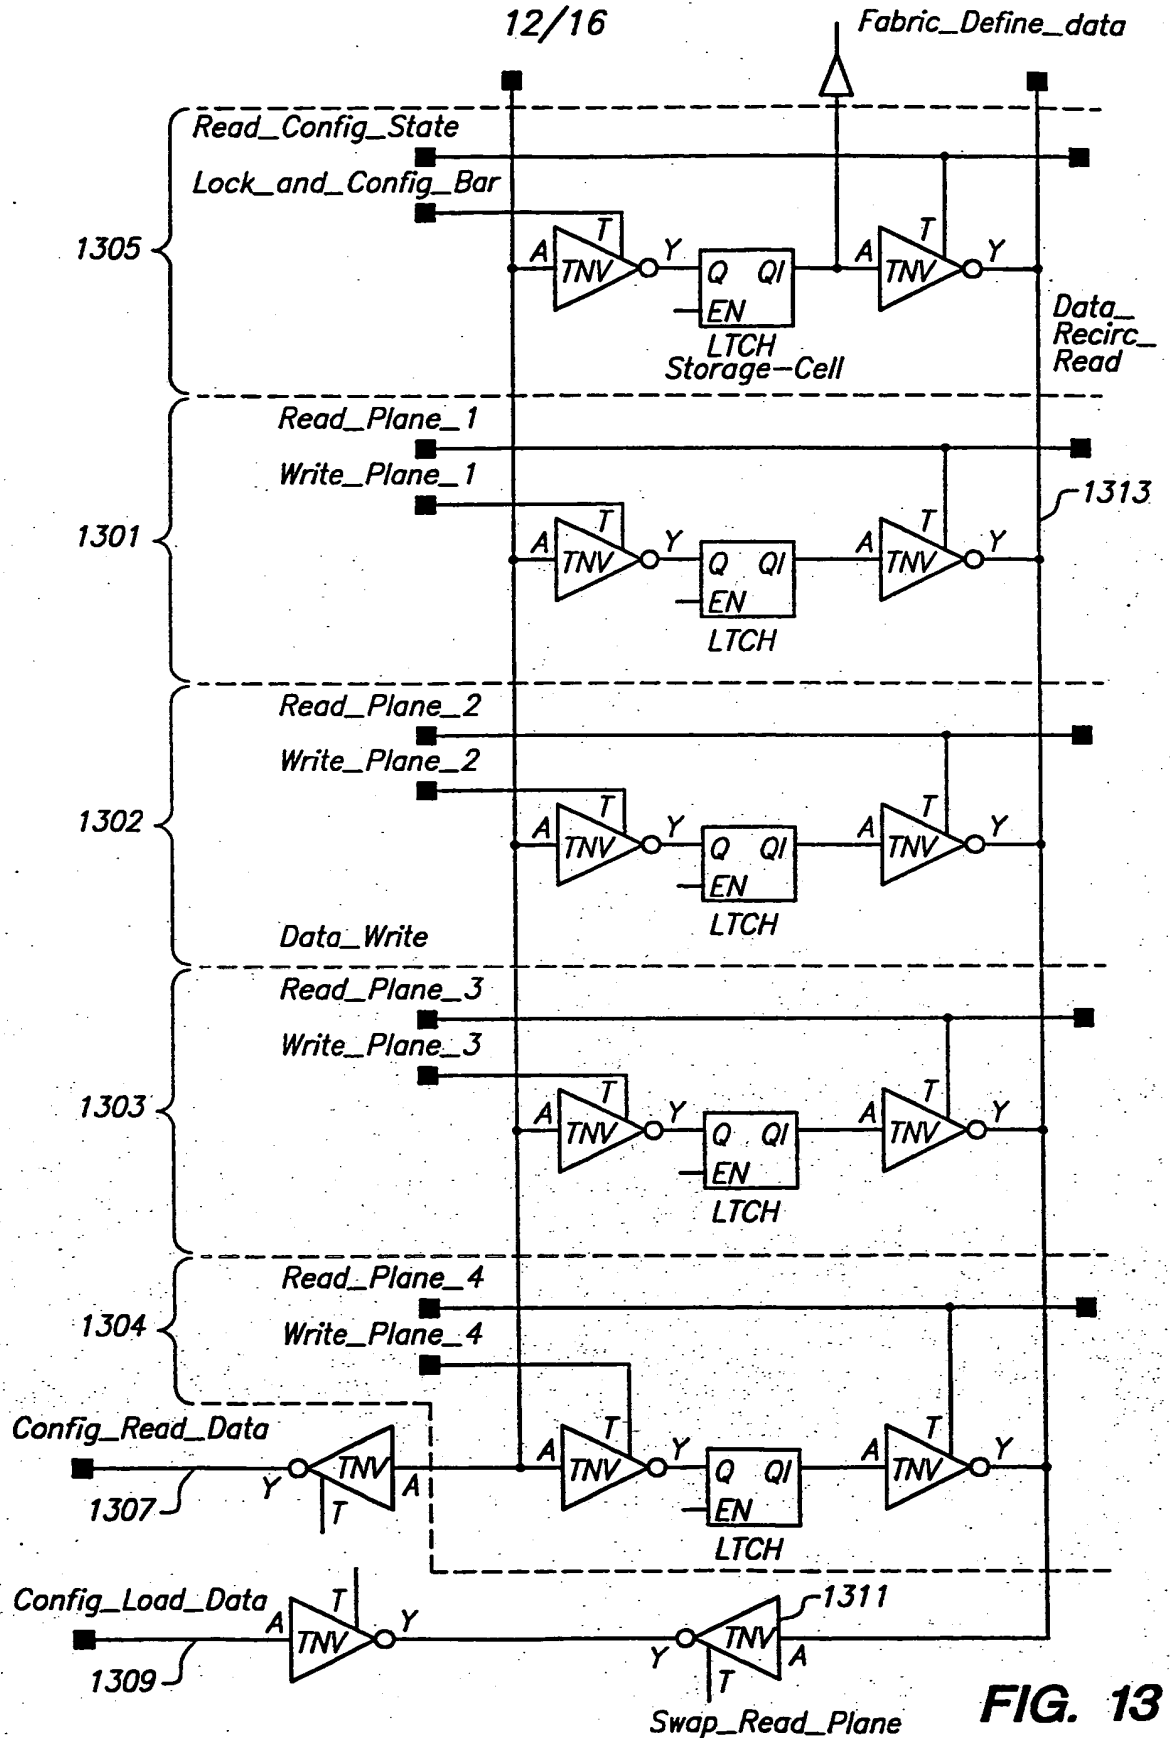 12/16
Fabric_Define_data
Read_Config_State
Lock_and_Config_Bar
1305
T
T
A TNV Y
Q QI
EN
LTCH
Storage-Cell
A TNV Y
Data_
Recirc_
Read
Read_Plane_1
Write_Plane_1
1313
1301
T
T
A TNV Y
Q QI
EN
LTCH
A TNV Y
Read_Plane_2
Write_Plane_2
1302
T
T
A TNV Y
Q QI
EN
LTCH
A TNV Y
Data_Write
Read_Plane_3
Write_Plane_3
1303
T
T
A TNV Y
Q QI
EN
LTCH
A TNV Y
Read_Plane_4
Write_Plane_4
1304
T
T
Config_Read_Data
Y TNV A
T
1307
A TNV Y
Q QI
EN
LTCH
A TNV Y
Config_Load_Data
T
A TNV Y
1309
1311
Y TNV A
T
Swap_Read_Plane
FIG. 13